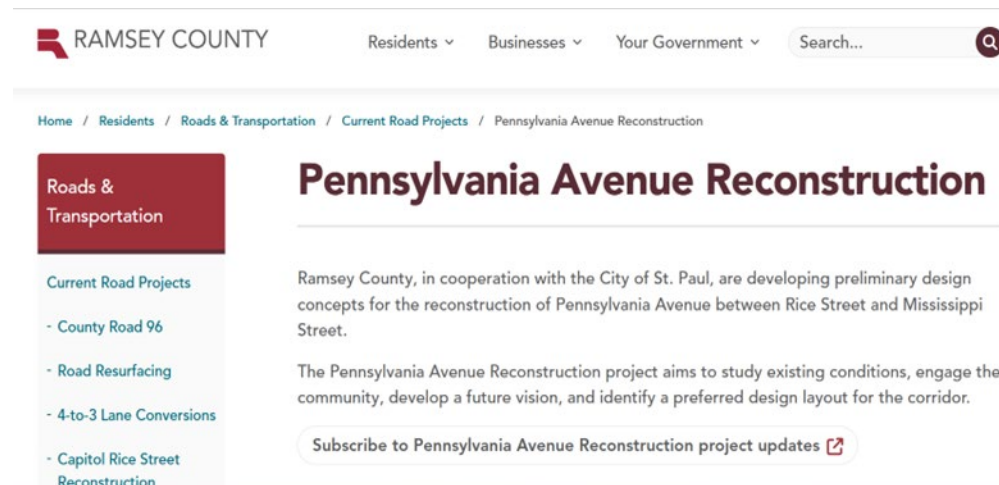 RAMSEY COUNTY
Residents
Businesses
Your Government
Search...
Home / Residents / Roads & Transportation / Current Road Projects / Pennsylvania Avenue Reconstruction
Roads &
Transportation
Current Road Projects
- County Road 96
- Road Resurfacing
- 4-to-3 Lane Conversions
- Capitol Rice Street
Reconstruction
Pennsylvania Avenue Reconstruction
Ramsey County, in cooperation with the City of St. Paul, are developing preliminary design
concepts for the reconstruction of Pennsylvania Avenue between Rice Street and Mississippi
Street.
The Pennsylvania Avenue Reconstruction project aims to study existing conditions, engage the
community, develop a future vision, and identify a preferred design layout for the corridor.
Subscribe to Pennsylvania Avenue Reconstruction project updates